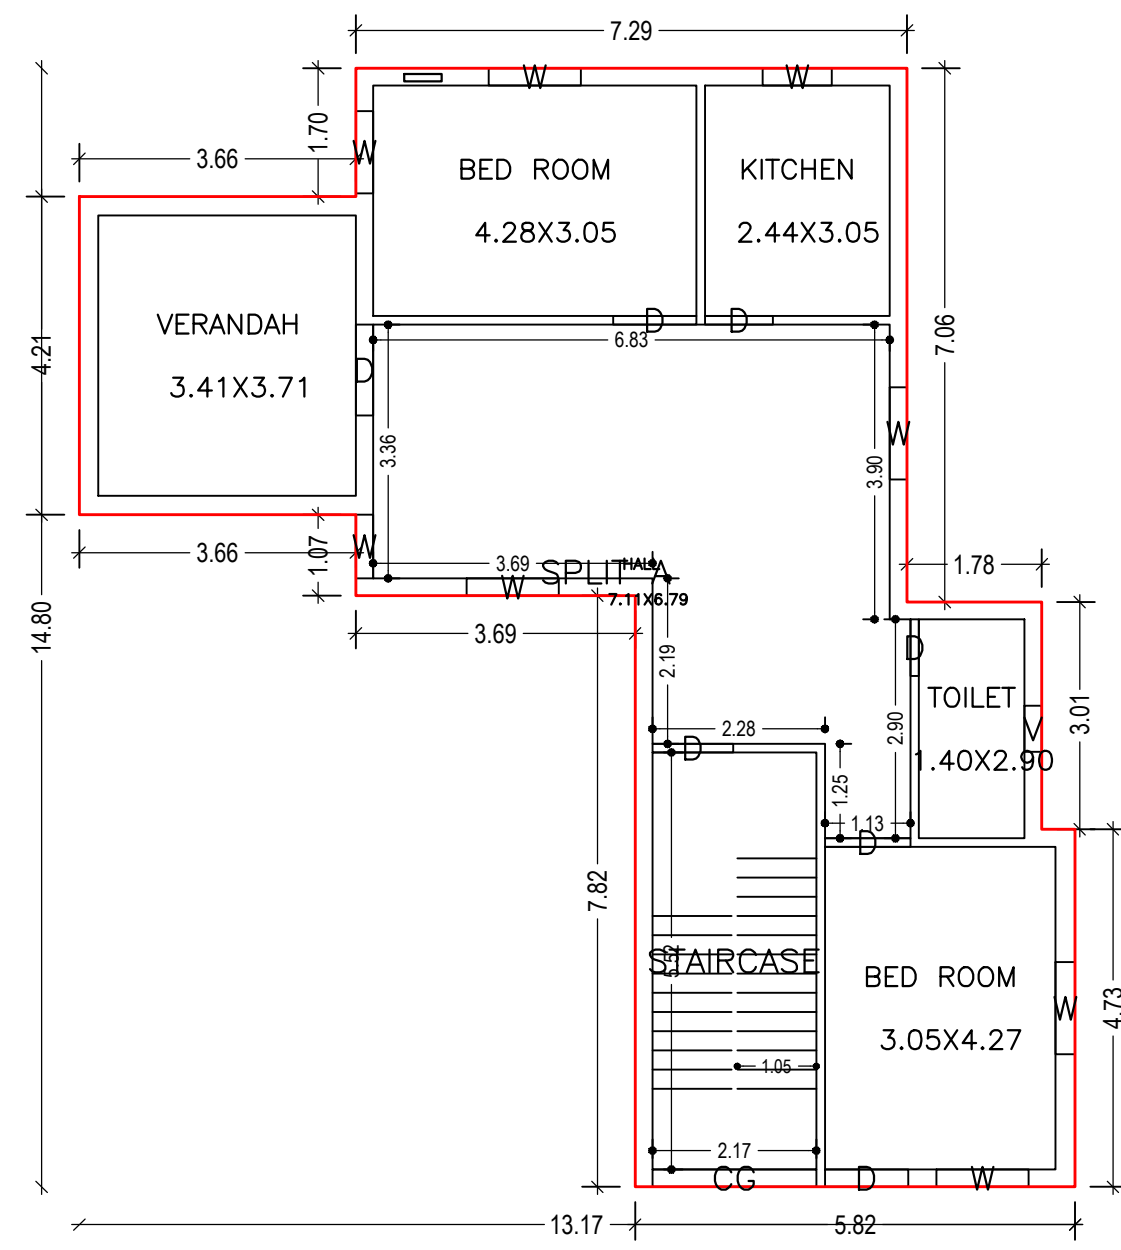 7.29
W
W
1.70
W
3.66
BED ROOM
KITCHEN
4.28X3.05
2.44X3.05
VERANDAH
D
D
6.83
7.06
4.21
D
3.41X3.71
3.36
3.90
W
3.66
1.07
W
3.69
SPLIT A
HALL
W
7.11X6.79
1.78
14.80
3.69
2.19
D
TOILET
3.01
2.90
2.28
V
D
1.40X2.90
1.25
1.13
D
7.82
STAIRCASE
5.52
BED ROOM
W
4.73
3.05X4.27
1.05
2.17
CG
D
W
13.17
5.82